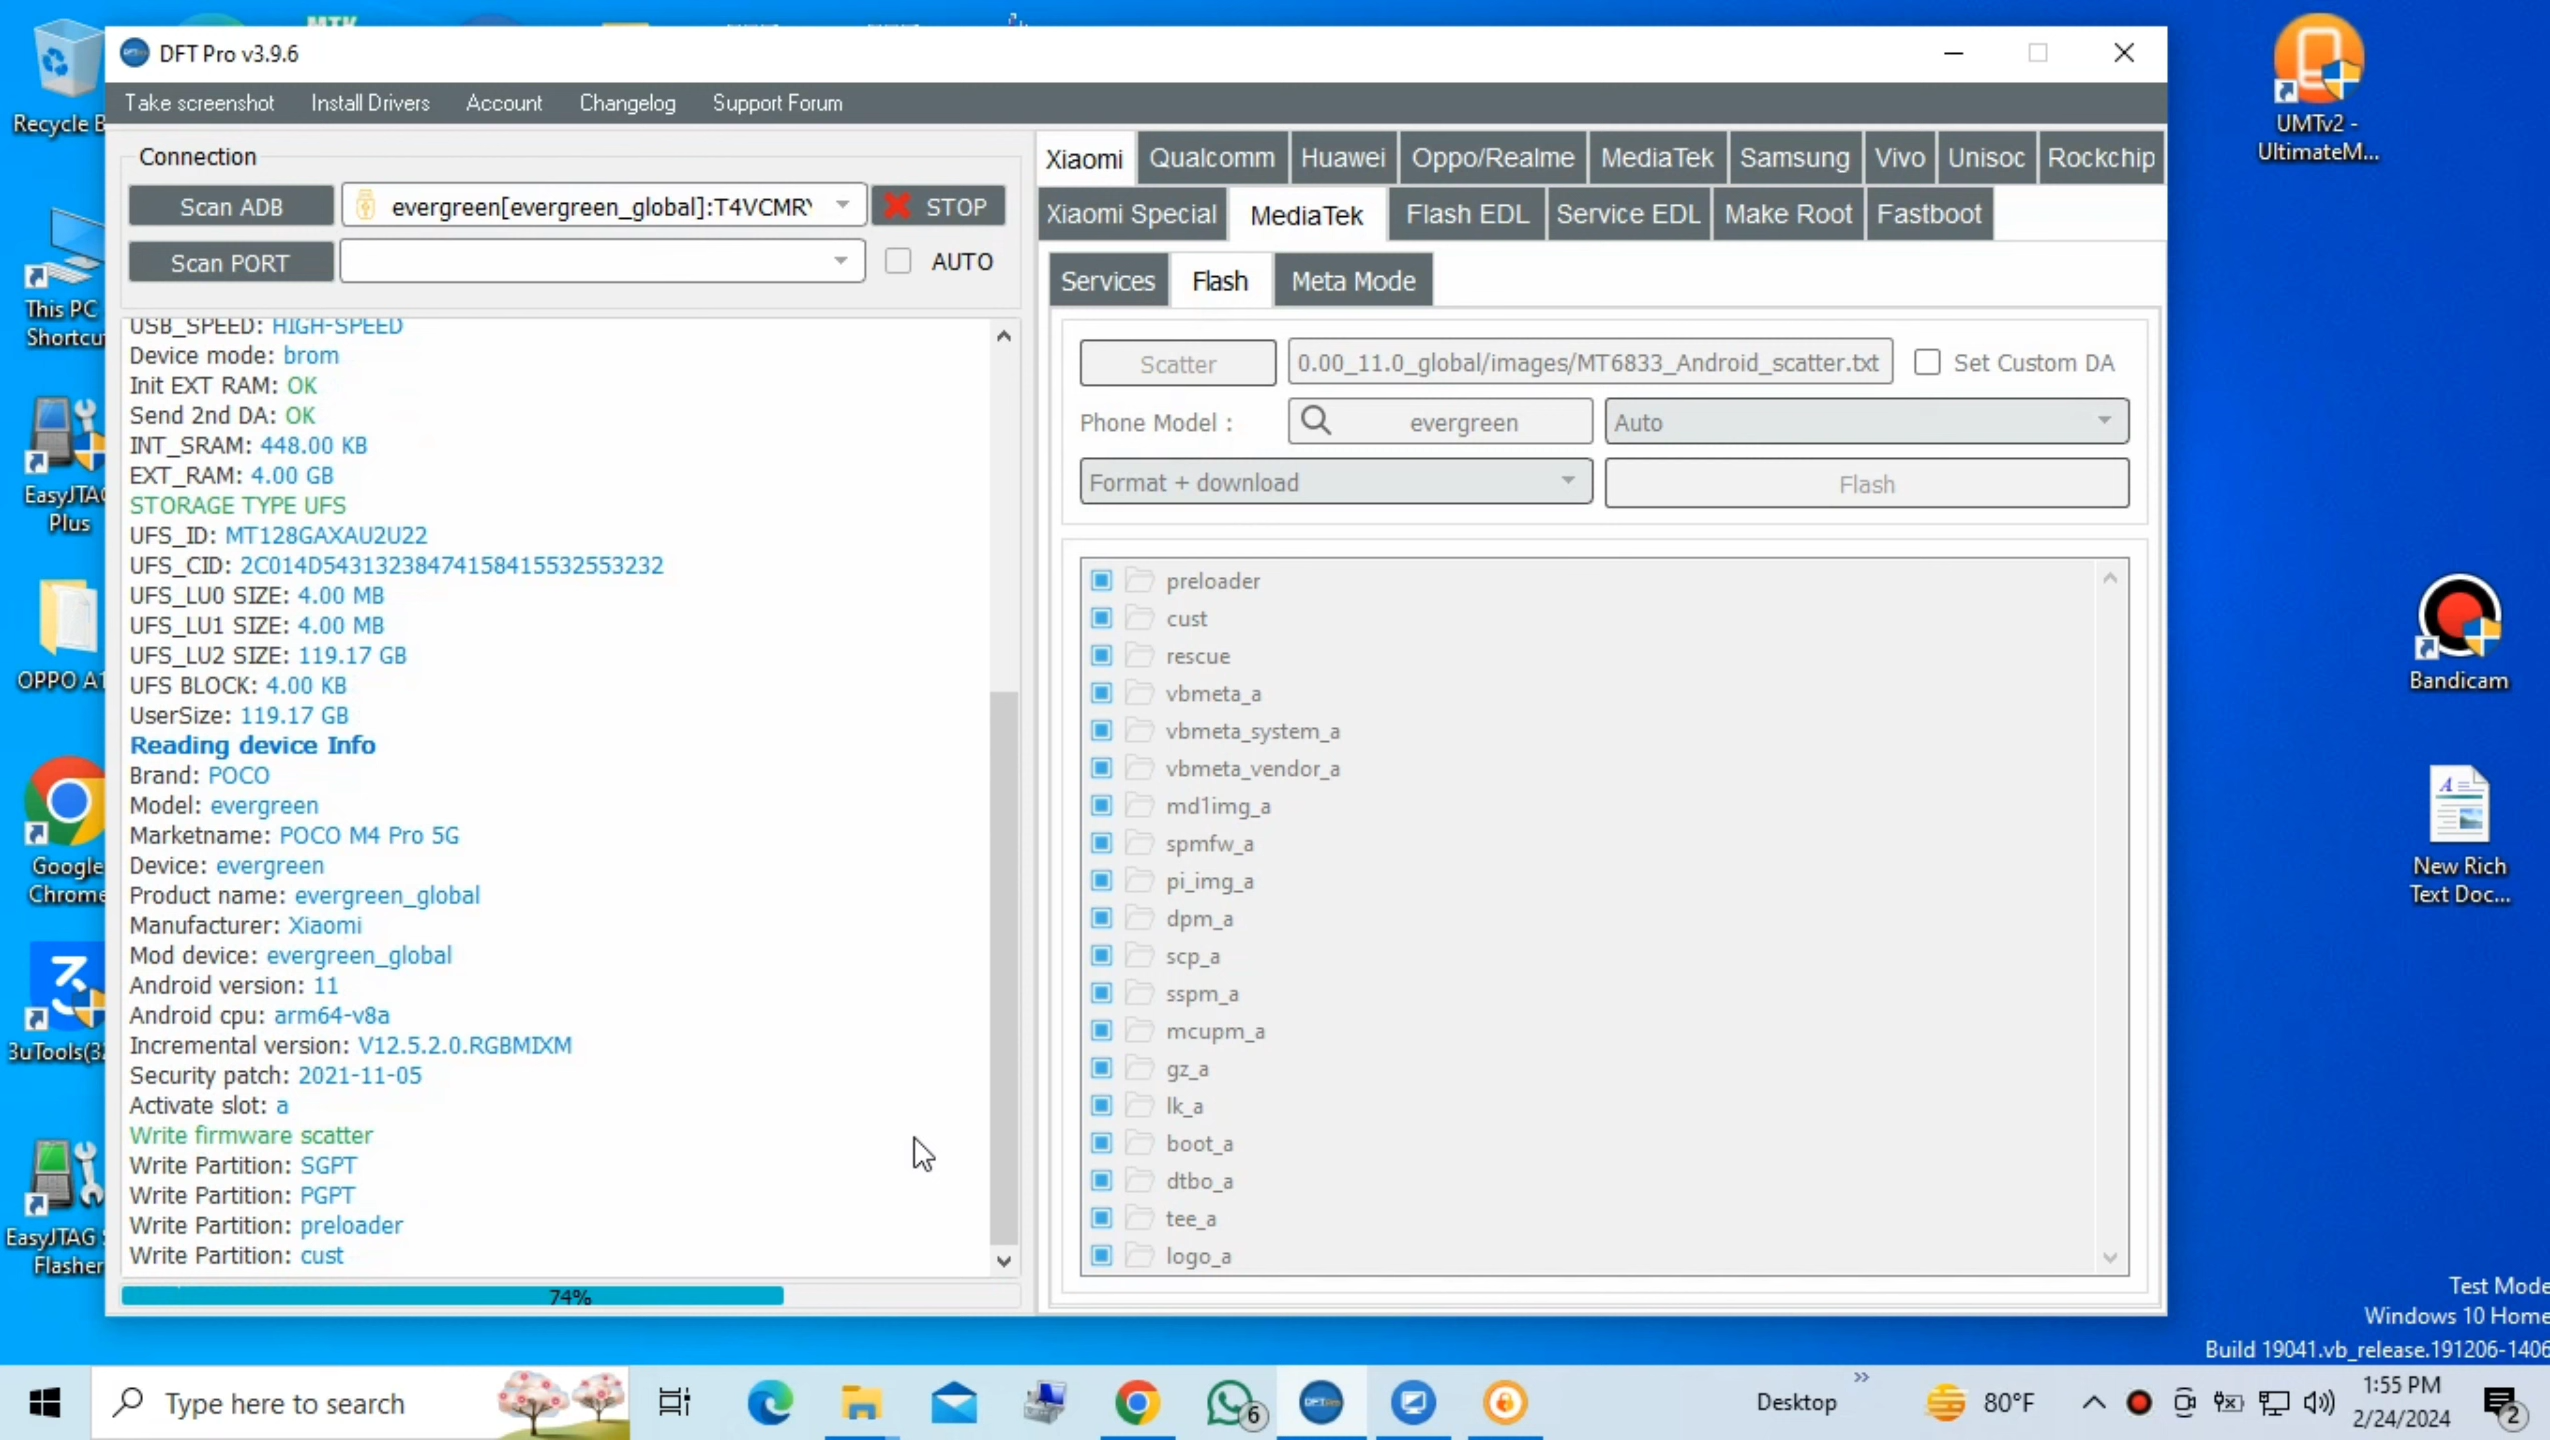 MTK
DFT Pro v3.9.6
Take screenshot Install Drivers Account Changelog Support Forum
Connection
Scan ADB evergreen[evergreen_global]:T4VCMRY STOP
Scan PORT AUTO
USB_SPEED: HIGH-SPEED
Device mode: brom
Init EXT RAM: OK
Send 2nd DA: OK
INT_SRAM: 448.00 KB
EXT_RAM: 4.00 GB
STORAGE TYPE UFS
UFS_ID: MT128GAXAU2U22
UFS_CID: 2C014D54313238474158415532553232
UFS_LU0 SIZE: 4.00 MB
UFS_LU1 SIZE: 4.00 MB
UFS_LU2 SIZE: 119.17 GB
UFS BLOCK: 4.00 KB
UserSize: 119.17 GB
Reading device Info
Brand: POCO
Model: evergreen
Marketname: POCO M4 Pro 5G
Device: evergreen
Product name: evergreen_global
Manufacturer: Xiaomi
Mod device: evergreen_global
Android version: 11
Android cpu: arm64-v8a
Incremental version: V12.5.2.0.RGBMIXM
Security patch: 2021-11-05
Activate slot: a
Write firmware scatter
Write Partition: SGPT
Write Partition: PGPT
Write Partition: preloader
Write Partition: cust
74%
Xiaomi Qualcomm Huawei Oppo/Realme MediaTek Samsung Vivo Unisoc Rockchip
Xiaomi Special MediaTek Flash EDL Service EDL Make Root Fastboot
Services Flash Meta Mode
Scatter 0.00_11.0_global/images/MT6833_Android_scatter.txt Set Custom DA
Phone Model : evergreen Auto
Format + download Flash
preloader
cust
rescue
vbmeta_a
vbmeta_system_a
vbmeta_vendor_a
md1img_a
spmfw_a
pi_img_a
dpm_a
scp_a
sspm_a
mcupm_a
gz_a
lk_a
boot_a
dtbo_a
tee_a
logo_a
Recycle B
This PC
Shortcu
EasyJTAG
Plus
OPPO A1
Google
Chrome
3uTools(3
EasyJTAG
Flasher
UMTv2 -
UltimateM...
Bandicam
New Rich
Text Doc...
Test Mode
Windows 10 Home
Build 19041.vb_release.191206-1406
Type here to search
6
Desktop
80°F
1:55 PM
2/24/2024
2